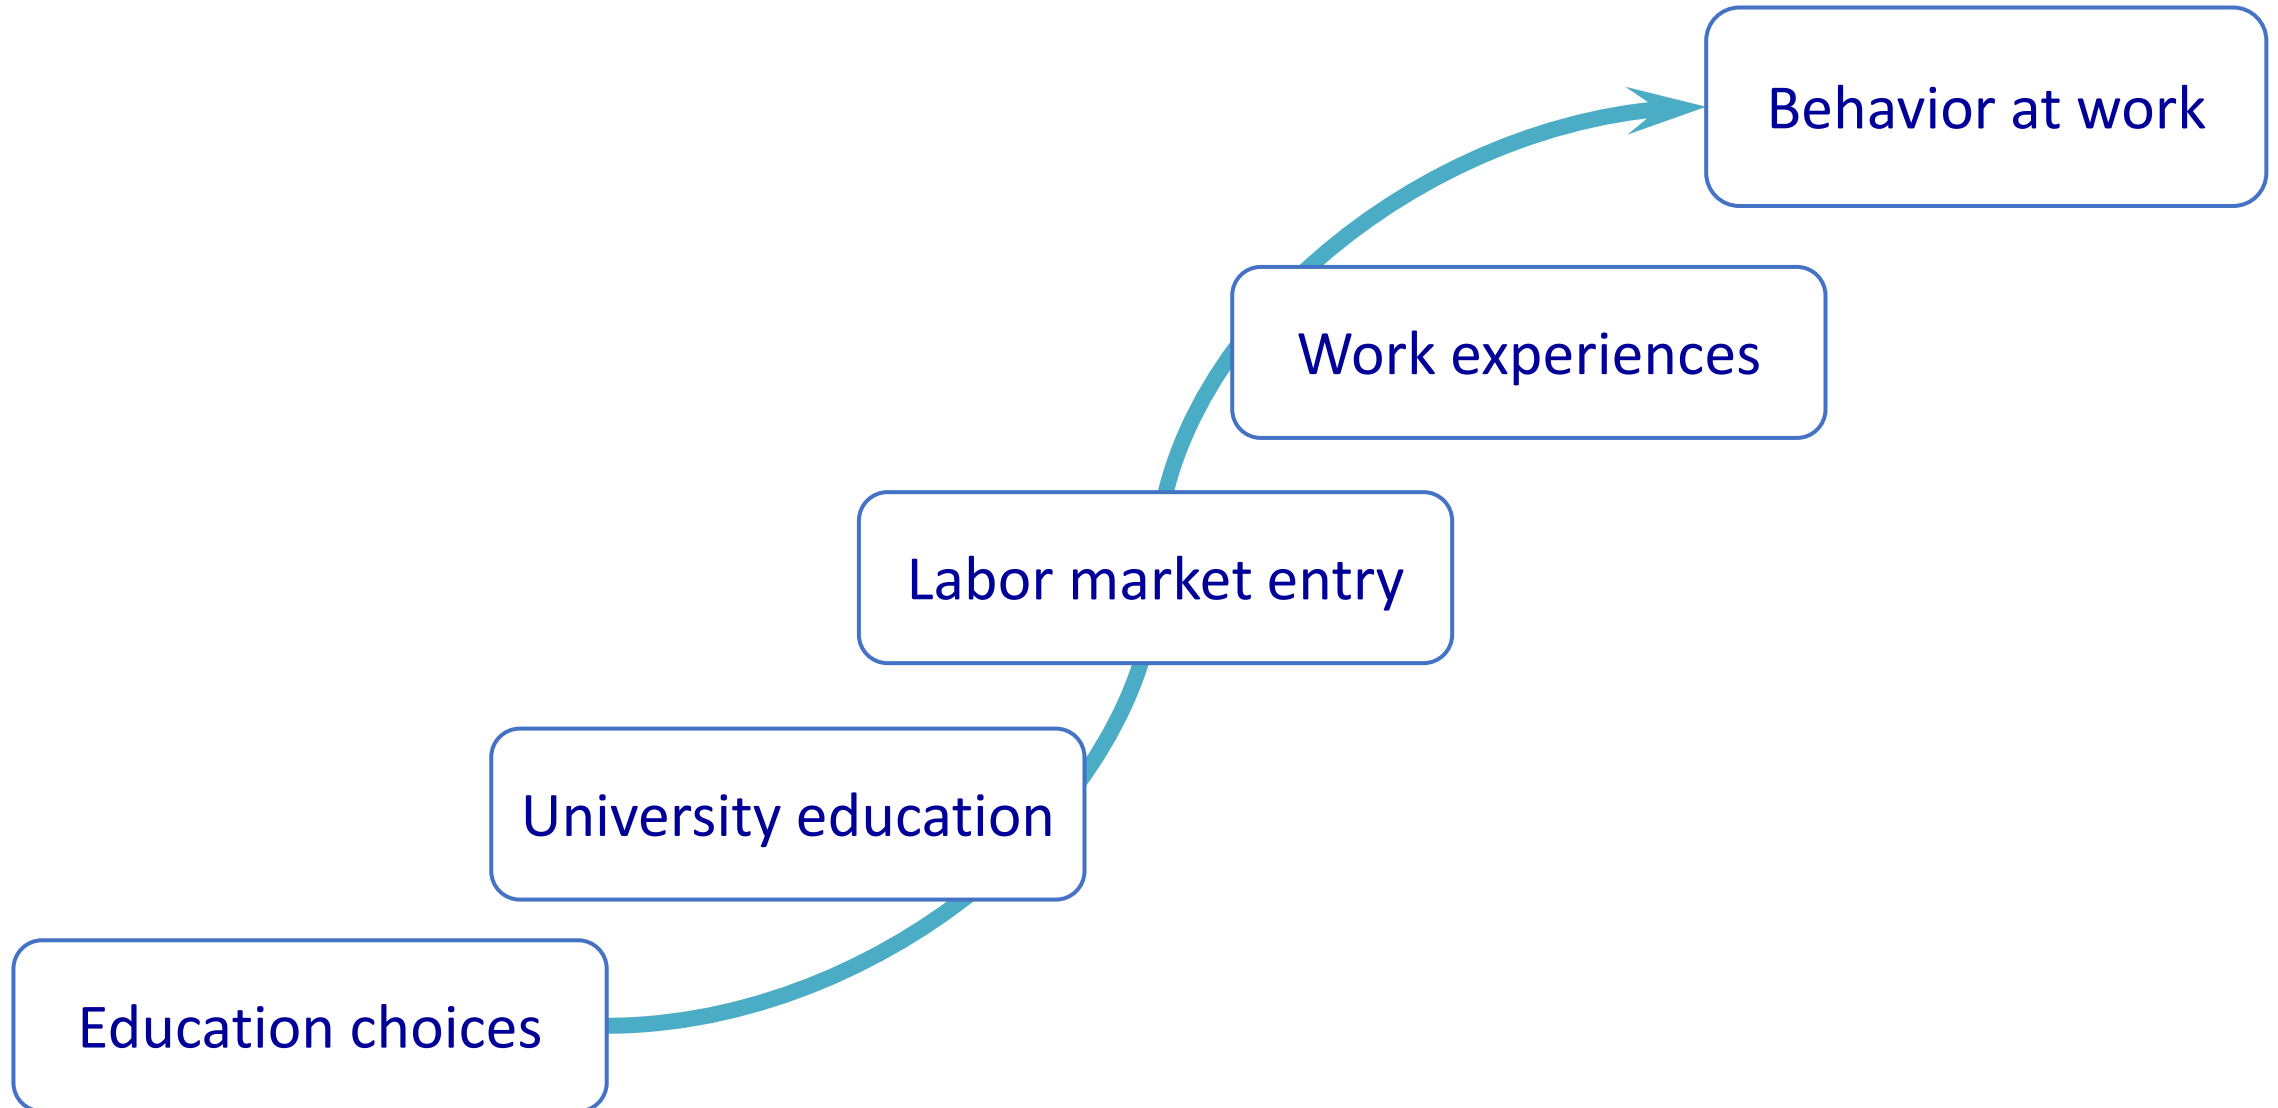 Behavior at work
Work experiences
Labor market entry
University education
Education choices